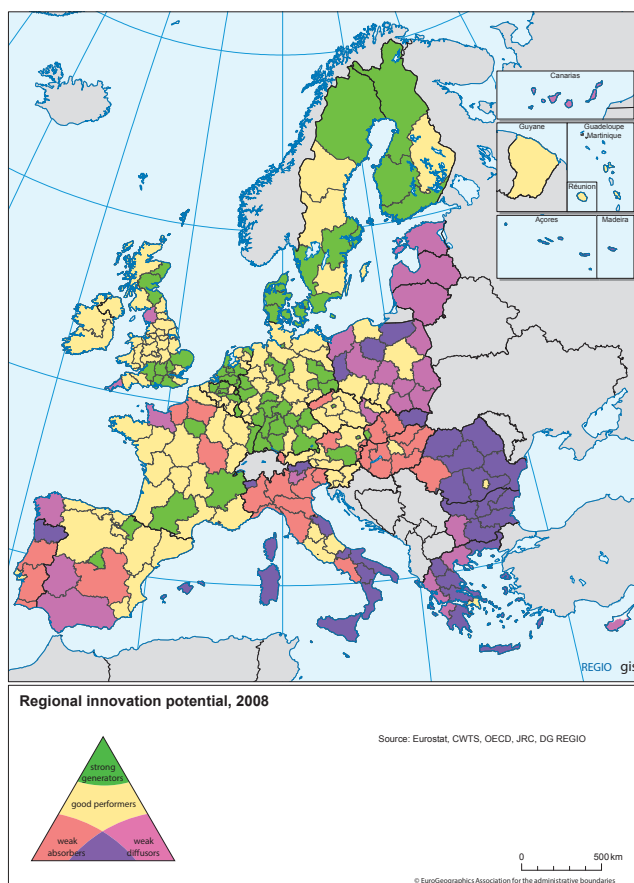 Canarias
Guyane
Guadeloupe
Martinique
Réunion
Açores
Madeira
REGIO gis
Regional innovation potential, 2008
Source: Eurostat, CWTS, OECD, JRC, DG REGIO
strong
generators
good performers
weak
absorbers
weak
diffusors
0
500 km
© EuroGeographics Association for the administrative boundaries